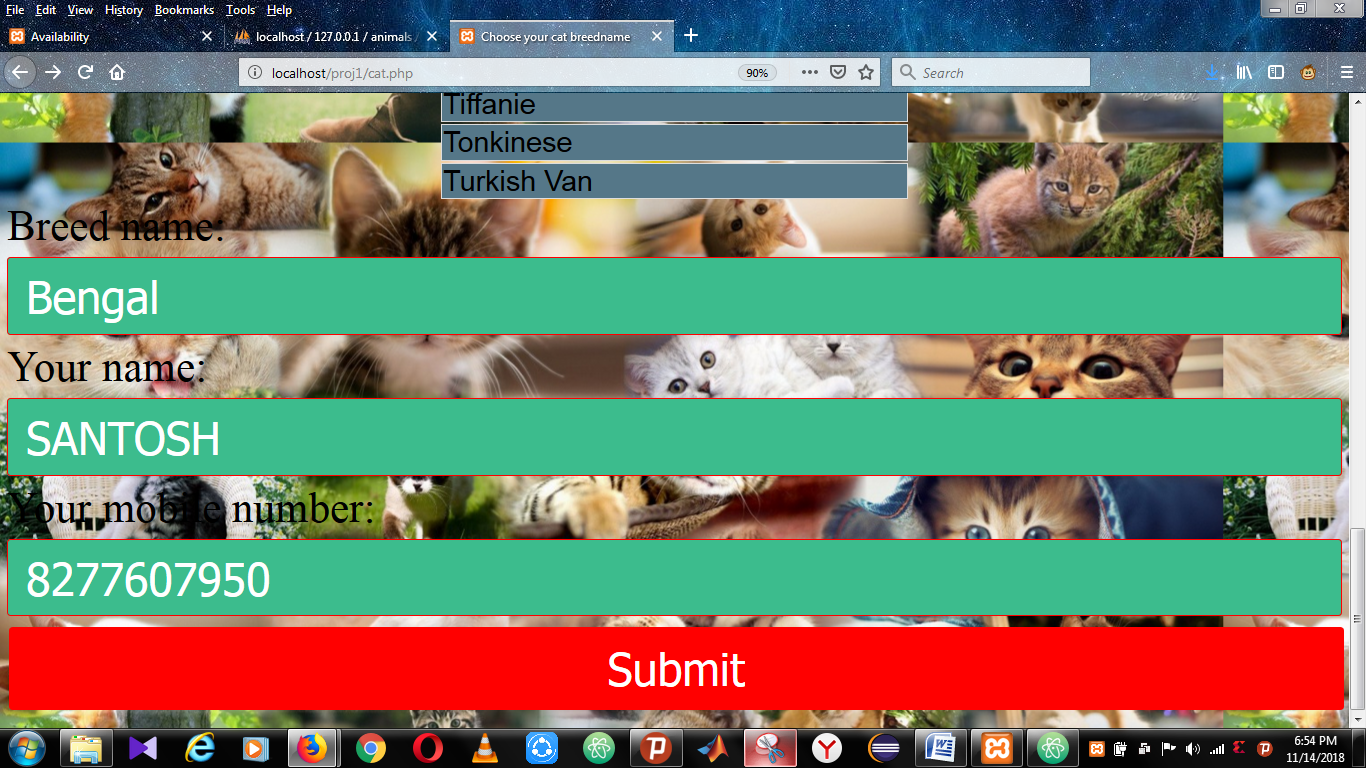 File Edit View History Bookmarks Tools Help
Availability
localhost / 127.0.0.1 / animals
Choose your cat breedname
localhost/proj1/cat.php
90%
Search
Tiffanie
Tonkinese
Turkish Van
Breed name:
Bengal
Your name:
SANTOSH
Your mobile number:
8277607950
Submit
6:54 PM
11/14/2018